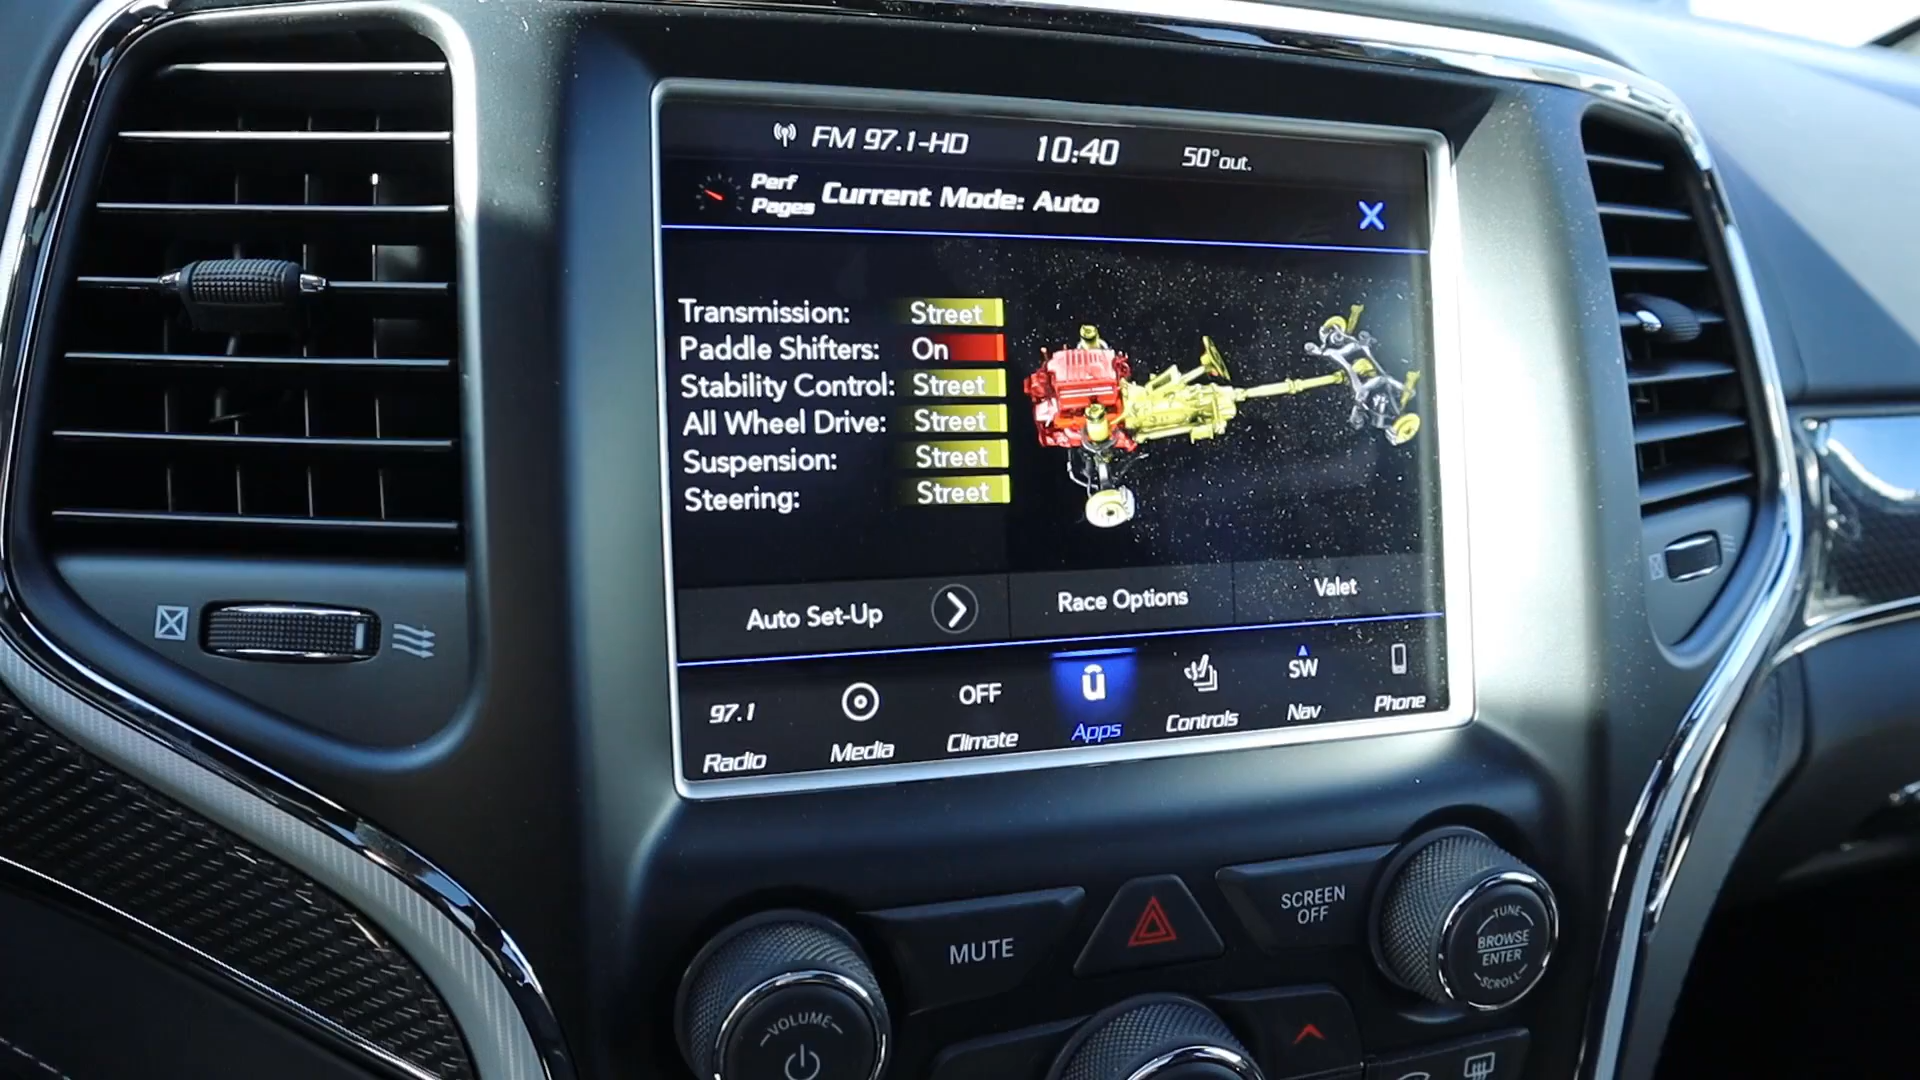 FM 97.1-HD 10:40 50° out.
Perf Pages Current Mode: Auto
X
Transmission: Street
Paddle Shifters: On
Stability Control: Street
All Wheel Drive: Street
Suspension: Street
Steering: Street
Auto Set-Up Race Options Valet
97.1 OFF SW
Radio Media Climate Apps Controls Nav Phone
MUTE
SCREEN
OFF
TUNE
BROWSE
ENTER
SCROLL
VOLUME